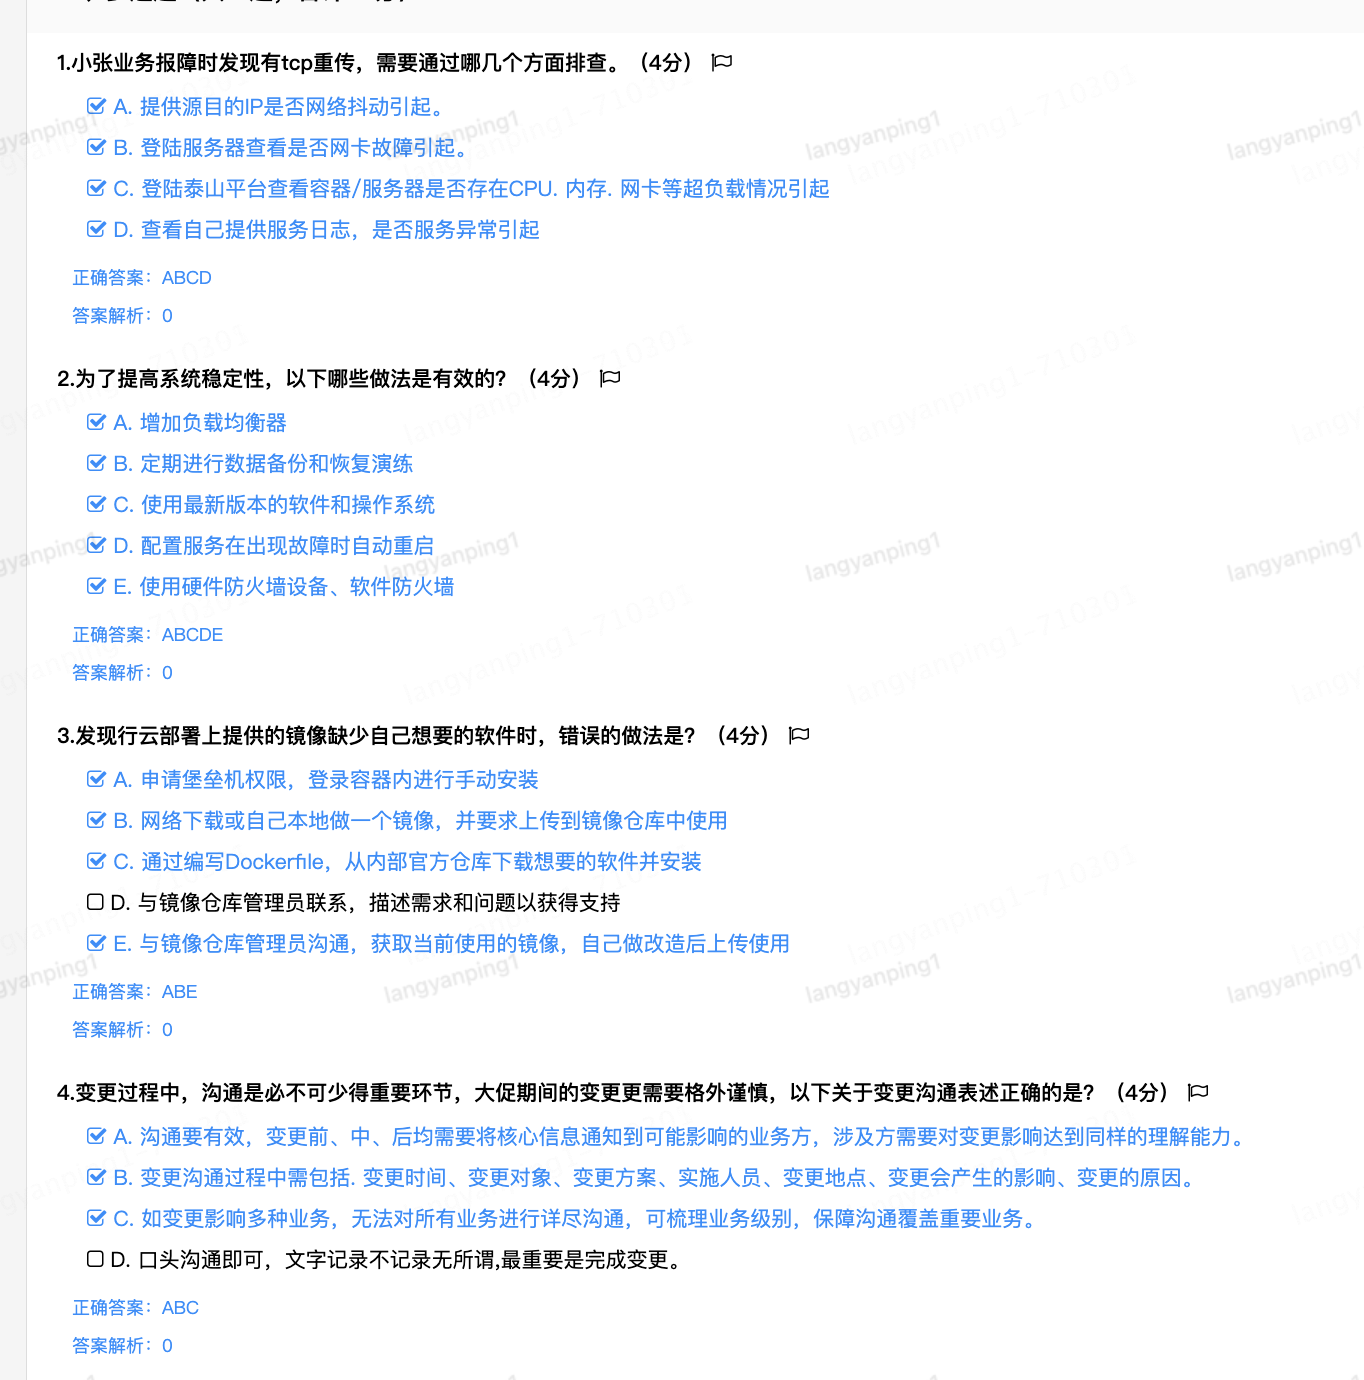 1.小张业务报障时发现有tcp重传，需要通过哪几个方面排查。（4分）
A. 提供源目的IP是否网络抖动引起。
B. 登陆服务器查看是否网卡故障引起。
C. 登陆泰山平台查看容器/服务器是否存在CPU. 内存. 网卡等超负载情况引起
D. 查看自己提供服务日志，是否服务异常引起
正确答案：ABCD
答案解析：0
2.为了提高系统稳定性，以下哪些做法是有效的？（4分）
A. 增加负载均衡器
B. 定期进行数据备份和恢复演练
C. 使用最新版本的软件和操作系统
D. 配置服务在出现故障时自动重启
E. 使用硬件防火墙设备、软件防火墙
正确答案：ABCDE
答案解析：0
3.发现行云部署上提供的镜像缺少自己想要的软件时，错误的做法是？（4分）
A. 申请堡垒机权限，登录容器内进行手动安装
B. 网络下载或自己本地做一个镜像，并要求上传到镜像仓库中使用
C. 通过编写Dockerfile，从内部官方仓库下载想要的软件并安装
D. 与镜像仓库管理员联系，描述需求和问题以获得支持
E. 与镜像仓库管理员沟通，获取当前使用的镜像，自己做改造后上传使用
正确答案：ABE
答案解析：0
4.变更过程中，沟通是必不可少得重要环节，大促期间的变更更需要格外谨慎，以下关于变更沟通表述正确的是？（4分）
A. 沟通要有效，变更前、中、后均需要将核心信息通知到可能影响的业务方，涉及方需要对变更影响达到同样的理解能力。
B. 变更沟通过程中需包括. 变更时间、变更对象、变更方案、实施人员、变更地点、变更会产生的影响、变更的原因。
C. 如变更影响多种业务，无法对所有业务进行详尽沟通，可梳理业务级别，保障沟通覆盖重要业务。
D. 口头沟通即可，文字记录不记录无所谓,最重要是完成变更。
正确答案：ABC
答案解析：0